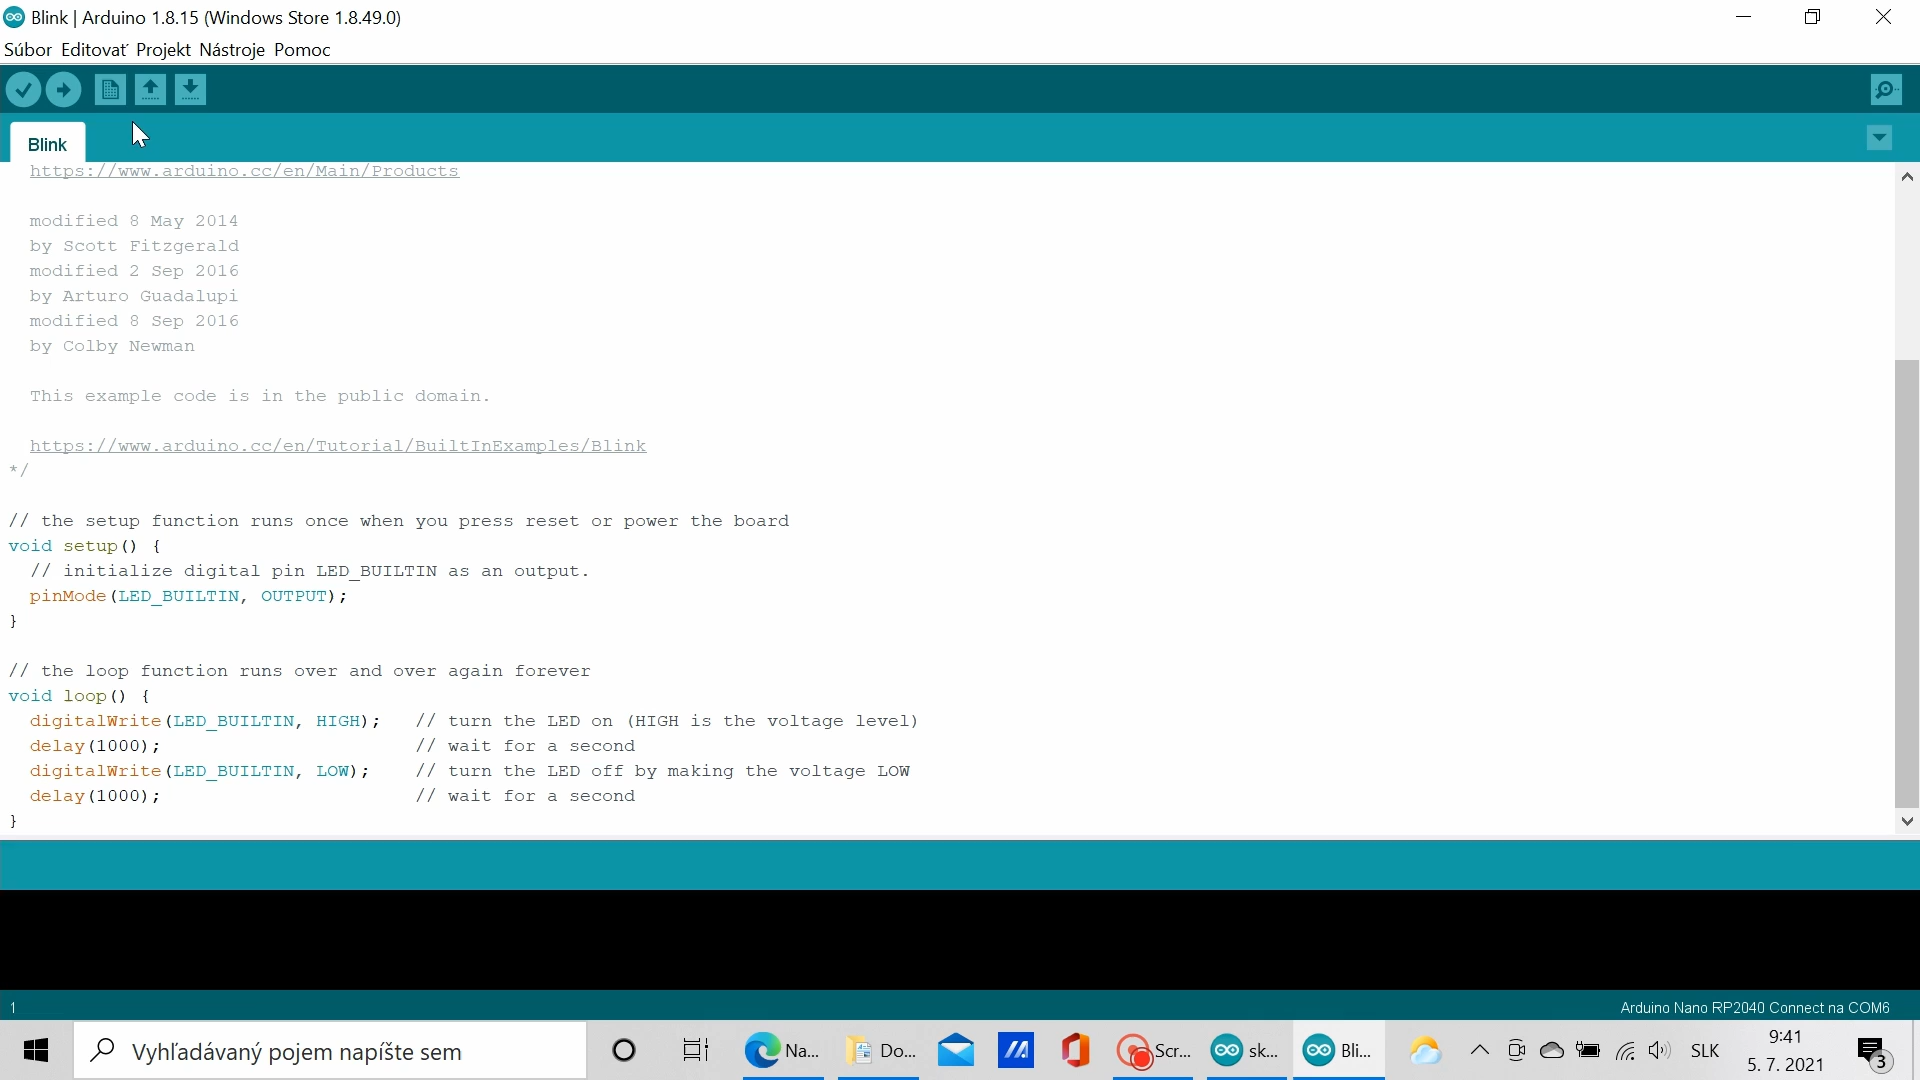 Blink | Arduino 1.8.15 (Windows Store 1.8.49.0)
Súbor Editovať Projekt Nástroje Pomoc
Blink
https://www.arduino.cc/en/Main/Products
modified 8 May 2014
by Scott Fitzgerald
modified 2 Sep 2016
by Arturo Guadalupi
modified 8 Sep 2016
by Colby Newman
This example code is in the public domain.
https://www.arduino.cc/en/Tutorial/BuiltInExamples/Blink
*/
// the setup function runs once when you press reset or power the board
void setup() {
// initialize digital pin LED_BUILTIN as an output.
pinMode(LED_BUILTIN, OUTPUT);
}
// the loop function runs over and over again forever
void loop() {
digitalWrite(LED_BUILTIN, HIGH);   // turn the LED on (HIGH is the voltage level)
delay(1000);                       // wait for a second
digitalWrite(LED_BUILTIN, LOW);    // turn the LED off by making the voltage LOW
delay(1000);                       // wait for a second
}
1 Arduino Nano RP2040 Connect na COM6
Vyhľadávaný pojem napíšte sem Na... Do... Scr... sk... Bli... SLK 9:41
5. 7. 2021 3